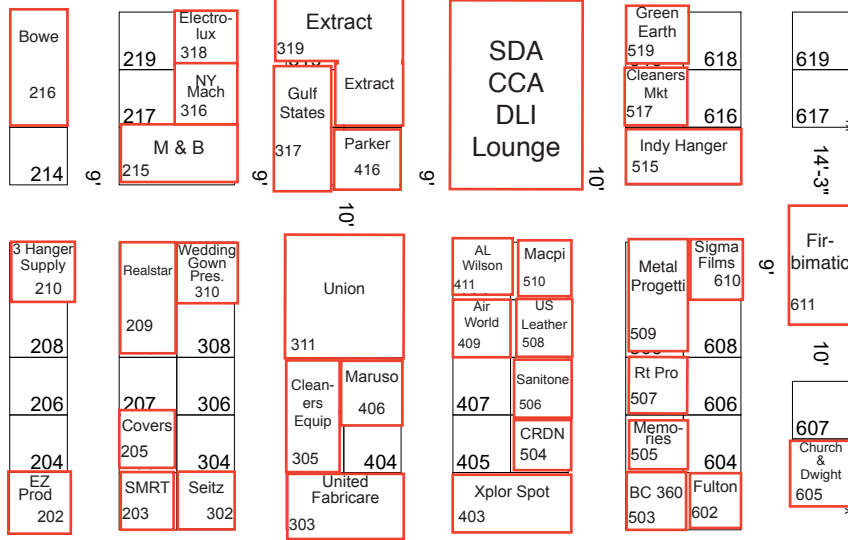 Bowe
216
214
9'
219
Electro-
lux
318
217
NY
Mach
316
M & B
215
9'
Extract
319
Gulf
States
317
Extract
Parker
416
10'
9'
SDA
CCA
DLI
Lounge
10'
Green
Earth
519
618
Cleaners
Mkt
517
616
Indy Hanger
515
619
617
14'-3"
3 Hanger
Supply
210
208
206
204
EZ
Prod
202
Realstar
209
Wedding
Gown
Pres.
310
308
207
306
Covers
205
304
SMRT
203
Seitz
302
Union
311
Clean-
ers
Equip
305
Maruso
406
404
United
Fabricare
303
AL
Wilson
411
Macpi
510
Air
World
409
US
Leather
508
407
Sanitone
506
405
CRDN
504
Xplor Spot
403
Metal
Progetti
509
Sigma
Films
610
608
Rt Pro
507
606
Memo-
ries
505
604
BC 360
503
Fulton
602
9'
Fir-
bimatic
611
10'
607
Church
&
Dwight
605